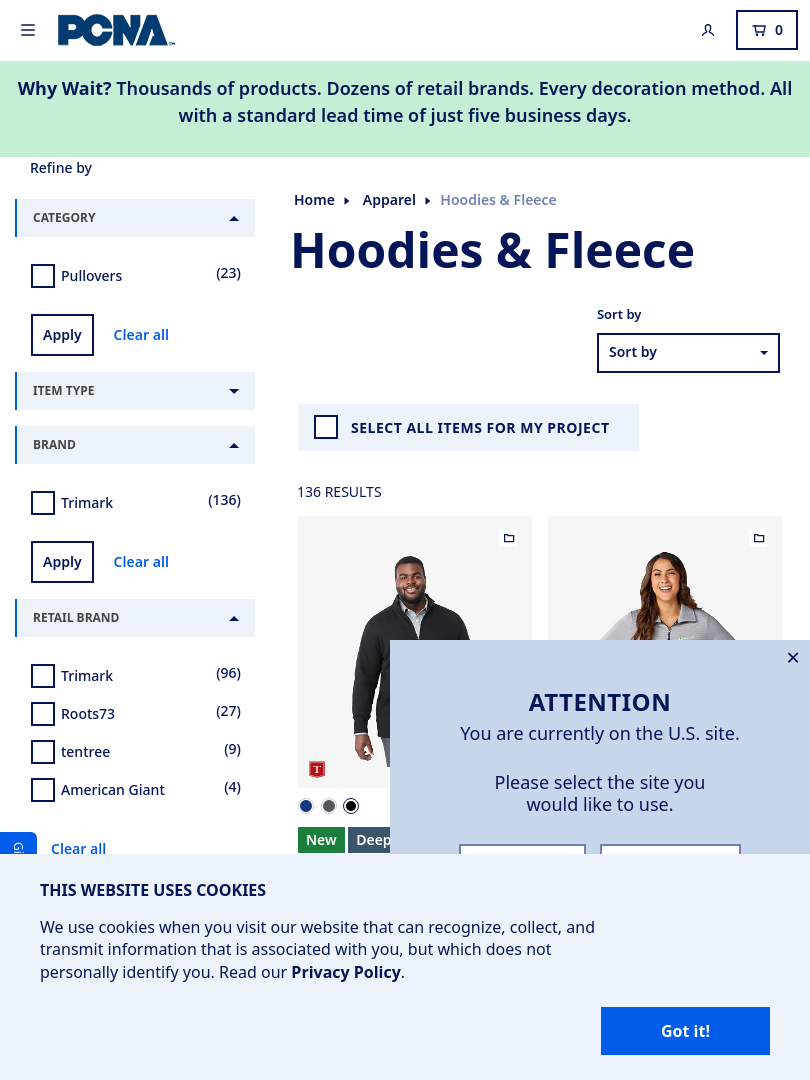 PCNA
0
Why Wait? Thousands of products. Dozens of retail brands. Every decoration method. All
with a standard lead time of just five business days.
Refine by
CATEGORY
Pullovers (23)
Apply Clear all
ITEM TYPE
BRAND
Trimark (136)
Apply Clear all
RETAIL BRAND
Trimark (96)
Roots73 (27)
tentree (9)
American Giant (4)
Clear all
Home Apparel Hoodies & Fleece
Hoodies & Fleece
Sort by
Sort by
SELECT ALL ITEMS FOR MY PROJECT
136 RESULTS
T
New Deep
ATTENTION
You are currently on the U.S. site.
Please select the site you
would like to use.
THIS WEBSITE USES COOKIES
We use cookies when you visit our website that can recognize, collect, and
transmit information that is associated with you, but which does not
personally identify you. Read our Privacy Policy.
Got it!